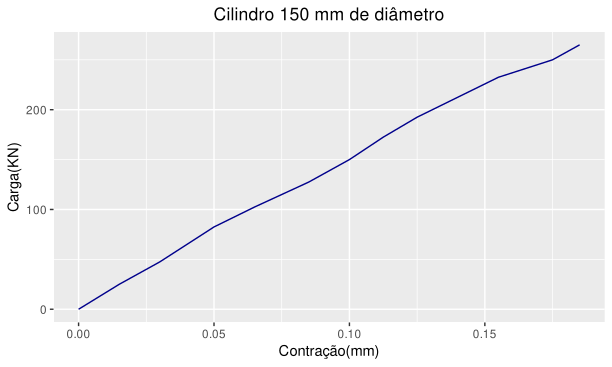 Cilindro 150 mm de diâmetro
Carga(KN)
200
100
0
0.00 0.05 0.10 0.15
Contração(mm)